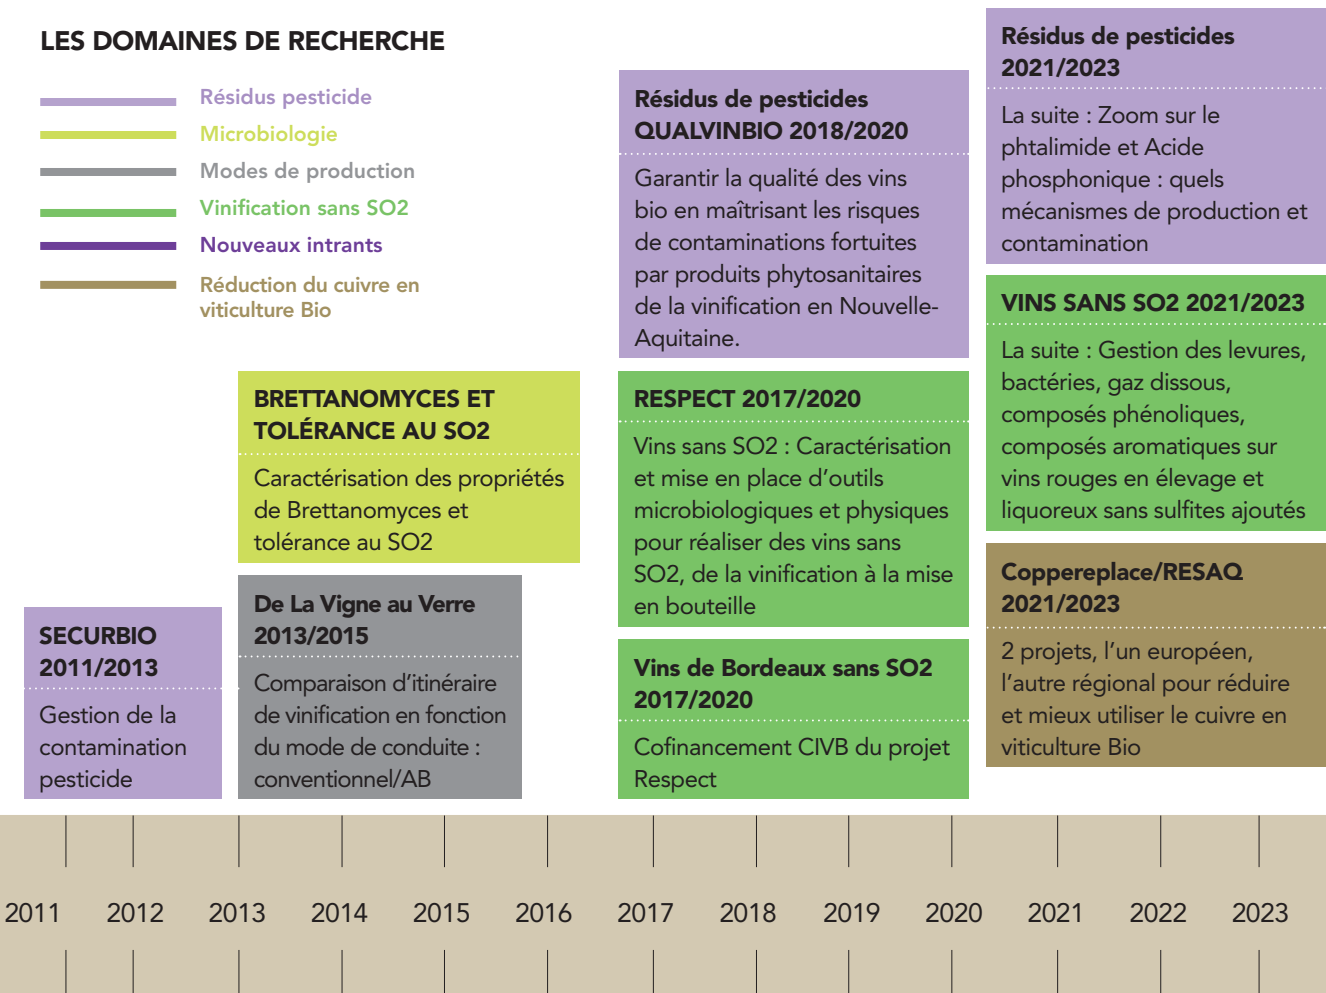 LES DOMAINES DE RECHERCHE
Résidus pesticide
Microbiologie
Modes de production
Vinification sans SO2
Nouveaux intrants
Réduction du cuivre en
viticulture Bio
SECURBIO
2011/2013
Gestion de la
contamination
pesticide
BRETTANOMYCES ET
TOLÉRANCE AU SO2
Caractérisation des propriétés
de Brettanomyces et
tolérance au SO2
De La Vigne au Verre
2013/2015
Comparaison d’itinéraire
de vinification en fonction
du mode de conduite :
conventionnel/AB
Résidus de pesticides
QUALVINBIO 2018/2020
Garantir la qualité des vins
bio en maîtrisant les risques
de contaminations fortuites
par produits phytosanitaires
de la vinification en Nouvelle-
Aquitaine.
RESPECT 2017/2020
Vins sans SO2 : Caractérisation
et mise en place d’outils
microbiologiques et physiques
pour réaliser des vins sans
SO2, de la vinification à la mise
en bouteille
Vins de Bordeaux sans SO2
2017/2020
Cofinancement CIVB du projet
Respect
Résidus de pesticides
2021/2023
La suite : Zoom sur le
phtalimide et Acide
phosphonique : quels
mécanismes de production et
contamination
VINS SANS SO2 2021/2023
La suite : Gestion des levures,
bactéries, gaz dissous,
composés phénoliques,
composés aromatiques sur
vins rouges en élevage et
liquoreux sans sulfites ajoutés
Coppereplace/RESAQ
2021/2023
2 projets, l’un européen,
l’autre régional pour réduire
et mieux utiliser le cuivre en
viticulture Bio
2011 2012 2013 2014 2015 2016 2017 2018 2019 2020 2021 2022 2023